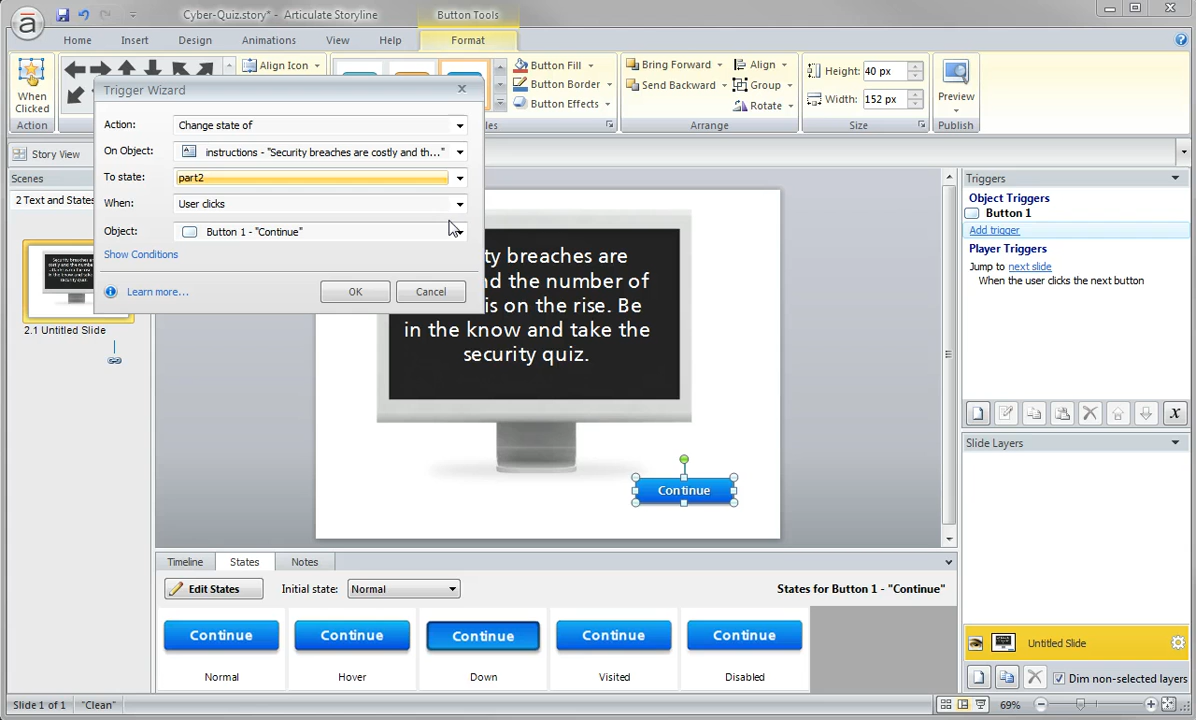 Cyber-Quiz.story* - Articulate Storyline
Button Tools
Home
Insert
Design
Animations
View
Help
Format
When Clicked
Action
Align Icon
Button Fill
Button Border
Button Effects
Bring Forward
Send Backward
Align
Group
Rotate
Arrange
Height: 40 px
Width: 152 px
Size
Preview
Publish
Trigger Wizard
Action: Change state of
On Object: instructions - "Security breaches are costly and th..."
To state: part2
When: User clicks
Object: Button 1 - "Continue"
Show Conditions
Learn more...
OK
Cancel
Story View
Scenes
2 Text and States
Security breaches are
2.1 Untitled Slide
ty breaches are
nd the number of
is on the rise. Be
in the know and take the
security quiz.
Continue
Triggers
Object Triggers
Button 1
Add trigger
Player Triggers
Jump to next slide
When the user clicks the next button
x
Slide Layers
Untitled Slide
Dim non-selected layers
Timeline
States
Notes
Edit States
Initial state: Normal
States for Button 1 - "Continue"
Continue
Continue
Continue
Continue
Continue
Normal
Hover
Down
Visited
Disabled
Slide 1 of 1
"Clean"
69%